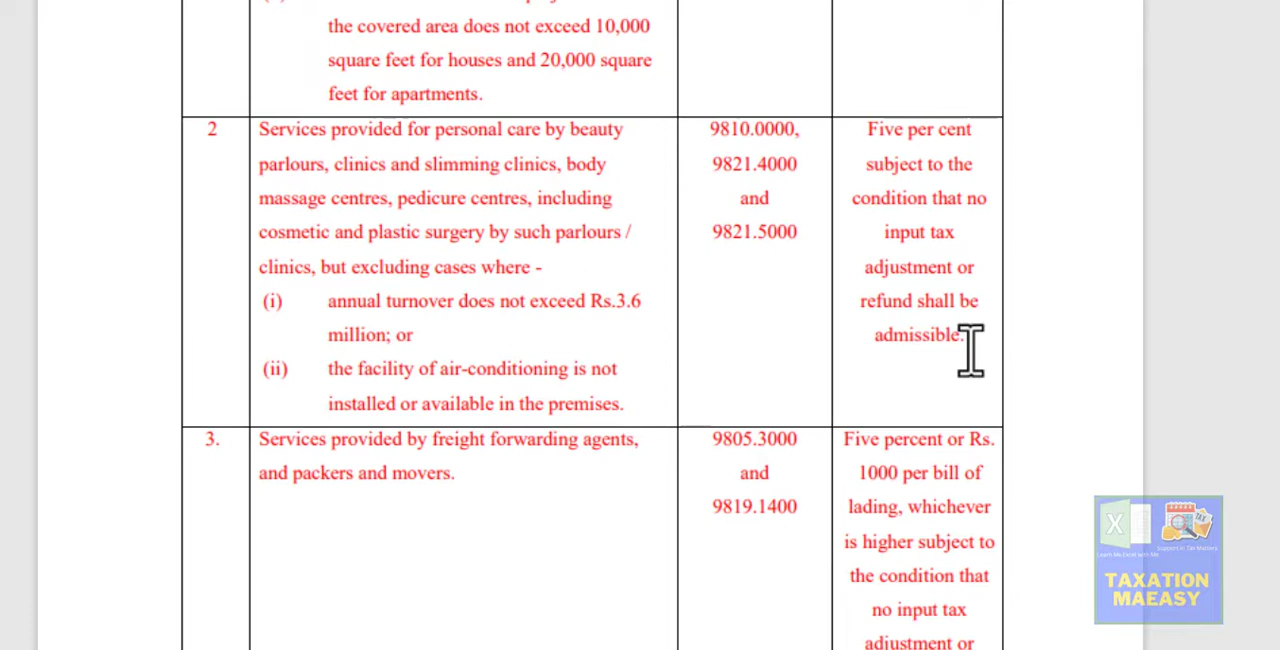 the covered area does not exceed 10,000
square feet for houses and 20,000 square
feet for apartments.
2
Services provided for personal care by beauty
parlours, clinics and slimming clinics, body
massage centres, pedicure centres, including
cosmetic and plastic surgery by such parlours /
clinics, but excluding cases where -
(i) annual turnover does not exceed Rs.3.6
million; or
(ii) the facility of air-conditioning is not
installed or available in the premises.
9810.0000,
9821.4000
and
9821.5000
Five per cent
subject to the
condition that no
input tax
adjustment or
refund shall be
admissible.
3.
Services provided by freight forwarding agents,
and packers and movers.
9805.3000
and
9819.1400
Five percent or Rs.
1000 per bill of
lading, whichever
is higher subject to
the condition that
no input tax
adjustment or
X
TAX
Learn Me Excel with Me
TAXATION
MAEASY